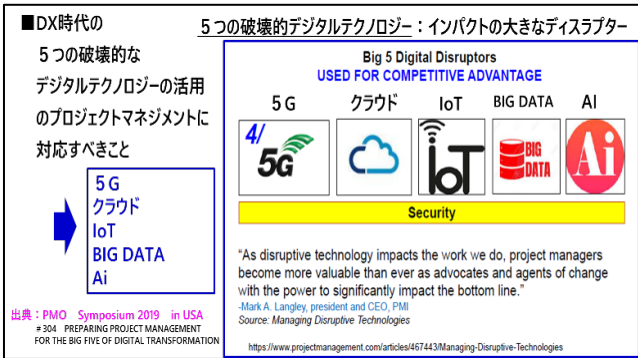 ■DX時代の
５つの破壊的な
デジタルテクノロジーの活用
のプロジェクトマネジメントに
対応すべきこと
5G
クラウド
IoT
BIG DATA
Ai
出典：PMO Symposium 2019 in USA
#304 PREPARING PROJECT MANAGEMENT
FOR THE BIG FIVE OF DIGITAL TRANSFORMATION
５つの破壊的デジタルテクノロジー：インパクトの大きなディスラプター
Big 5 Digital Disruptors
USED FOR COMPETITIVE ADVANTAGE
5G クラウド IoT BIG DATA AI
4/ 5G IoT BIG DATA Ai
Security
“As disruptive technology impacts the work we do, project managers
become more valuable than ever as advocates and agents of change
with the power to significantly impact the bottom line.”
-Mark A. Langley, president and CEO, PMI
Source: Managing Disruptive Technologies
https://www.projectmanagement.com/articles/467443/Managing-Disruptive-Technologies